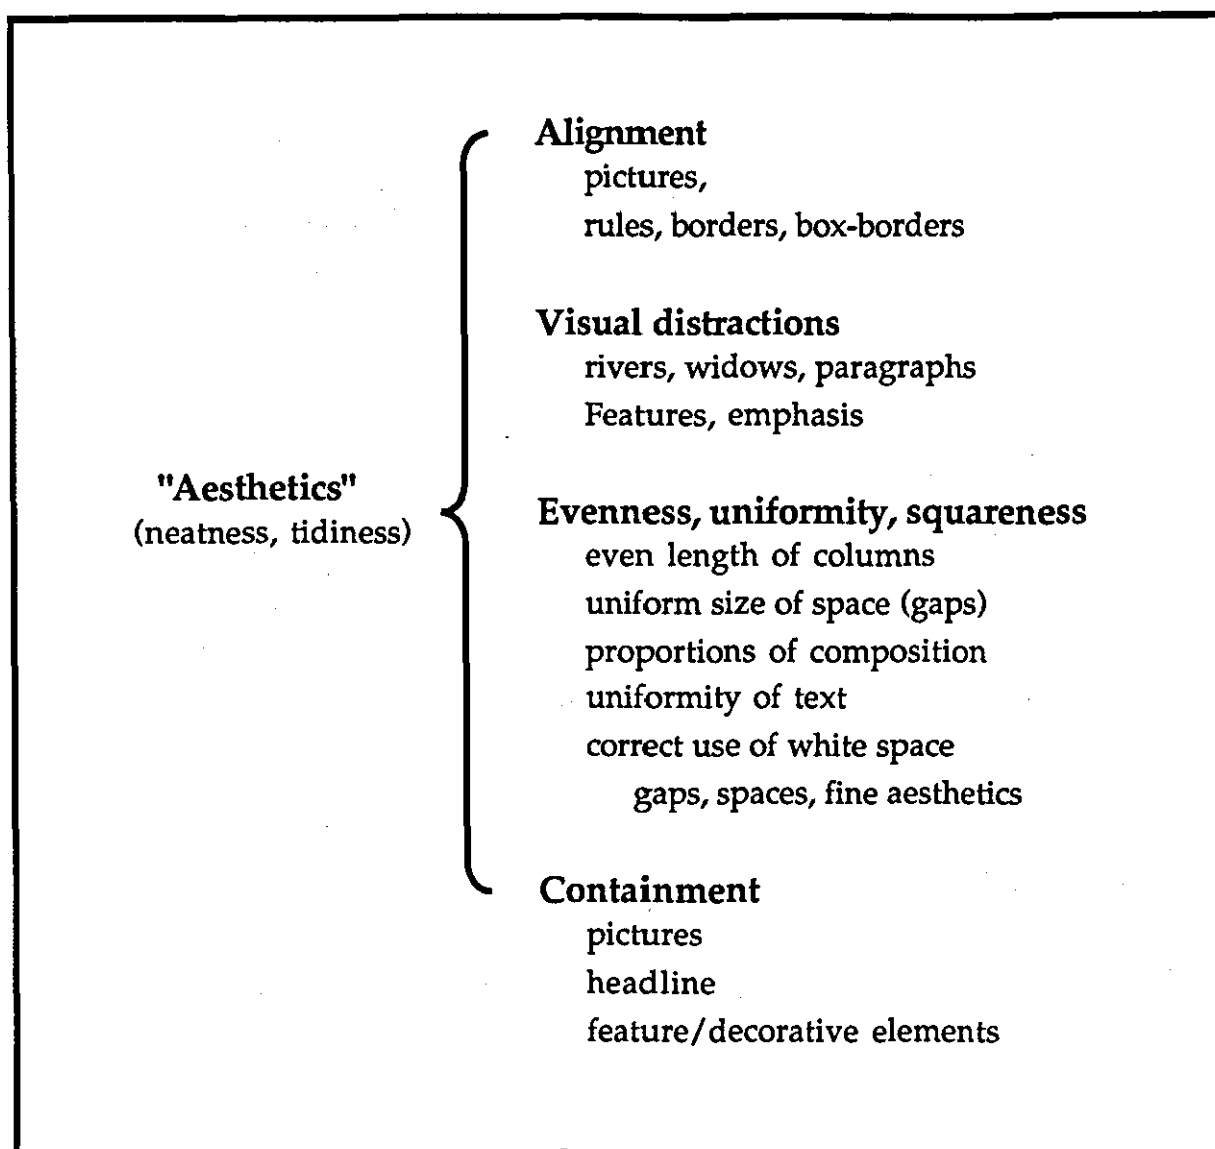 Alignment
pictures,
rules, borders, box-borders
Visual distractions
rivers, widows, paragraphs
Features, emphasis
"Aesthetics"
(neatness, tidiness)
Evenness, uniformity, squareness
even length of columns
uniform size of space (gaps)
proportions of composition
uniformity of text
correct use of white space
gaps, spaces, fine aesthetics
Containment
pictures
headline
feature/decorative elements